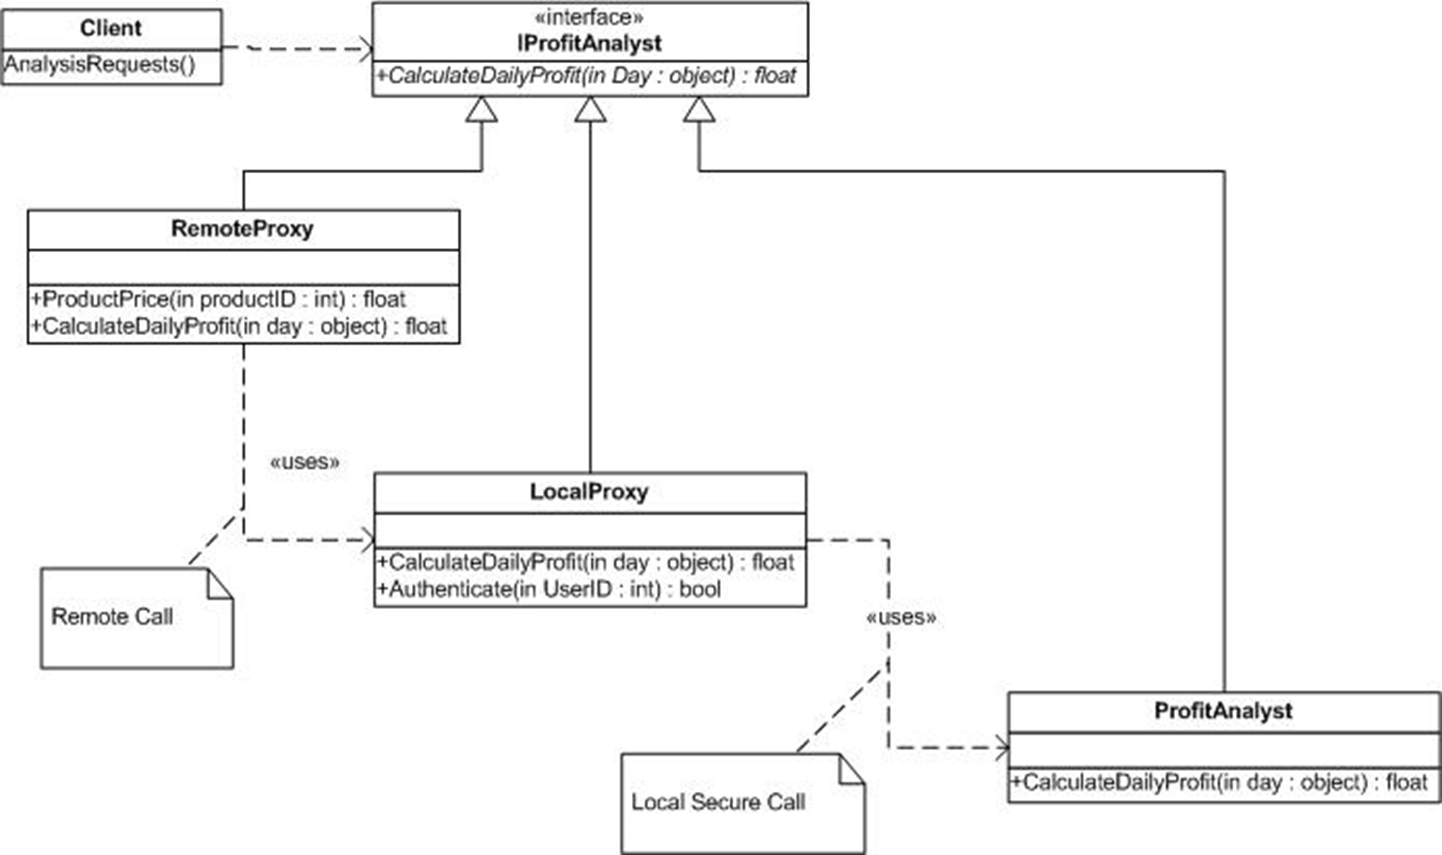 Client
AnalysisRequests()
«interface»
IProfitAnalyst
+CalculateDailyProfit(in Day : object) : float
RemoteProxy
+ProductPrice(in productID : int) : float
+CalculateDailyProfit(in day : object) : float
«uses»
LocalProxy
+CalculateDailyProfit(in day : object) : float
+Authenticate(in UserID : int) : bool
Remote Call
«uses»
ProfitAnalyst
+CalculateDailyProfit(in day : object) : float
Local Secure Call